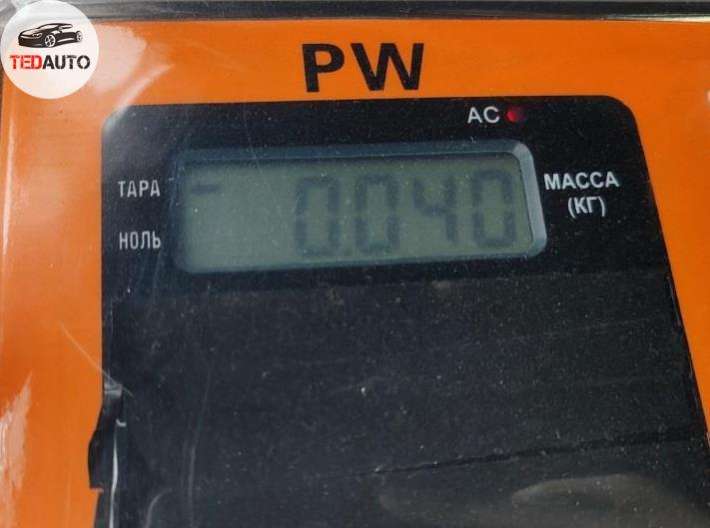 TEDAUTO
PW
AC
ТАРА
0.040
МАССА
(КГ)
НОЛЬ